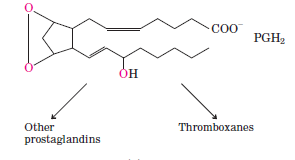 O
COO⁻
PGH₂
O
OH
Other
prostaglandins
Thromboxanes